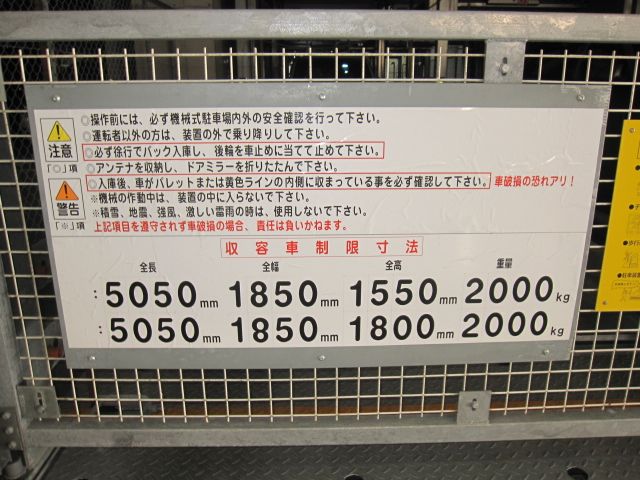 注意
「◎」項
◎操作前には、必ず機械式駐車場内外の安全確認を行って下さい。
◎運転者以外の方は、装置の外で乗り降りして下さい。
◎必ず徐行でバック入庫し、後輪を車止めに当てて止めて下さい。
◎アンテナを収納し、ドアミラーを折りたたんで下さい。
◎入庫後、車がパレットまたは黄色ラインの内側に収まっている事を必ず確認して下さい。車破損の恐れアリ！
警告
「※」項
※機械の作動中は、装置の中に入らないで下さい。
※積雪、地震、強風、激しい雷雨の時は、使用しないで下さい。
上記項目を遵守されず車破損の場合、責任は負いかねます。
収容車制限寸法
全長 全幅 全高 重量
:5050mm 1850mm 1550mm 2000kg
:5050mm 1850mm 1800mm 2000kg